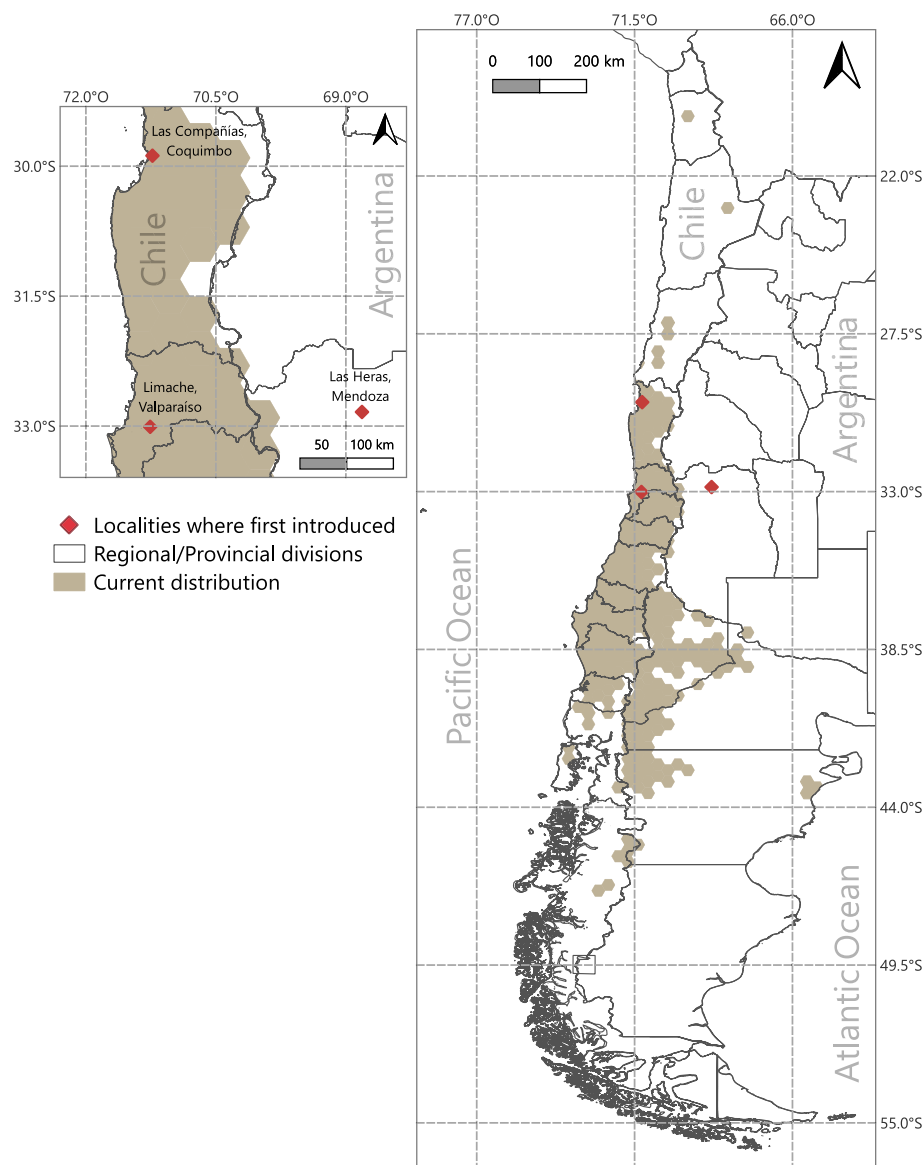 77.0°O 71.5°O 66.0°O
0 100 200 km
72.0°O 70.5°O 69.0°O
Las Compañías,
Coquimbo
30.0°S
Chile
Argentina
31.5°S
Limache,
Valparaíso
Las Heras,
Mendoza
33.0°S
50 100 km
Localities where first introduced
Regional/Provincial divisions
Current distribution
22.0°S
Chile
27.5°S
Argentina
33.0°S
Pacific Ocean
38.5°S
44.0°S
49.5°S
Atlantic Ocean
55.0°S